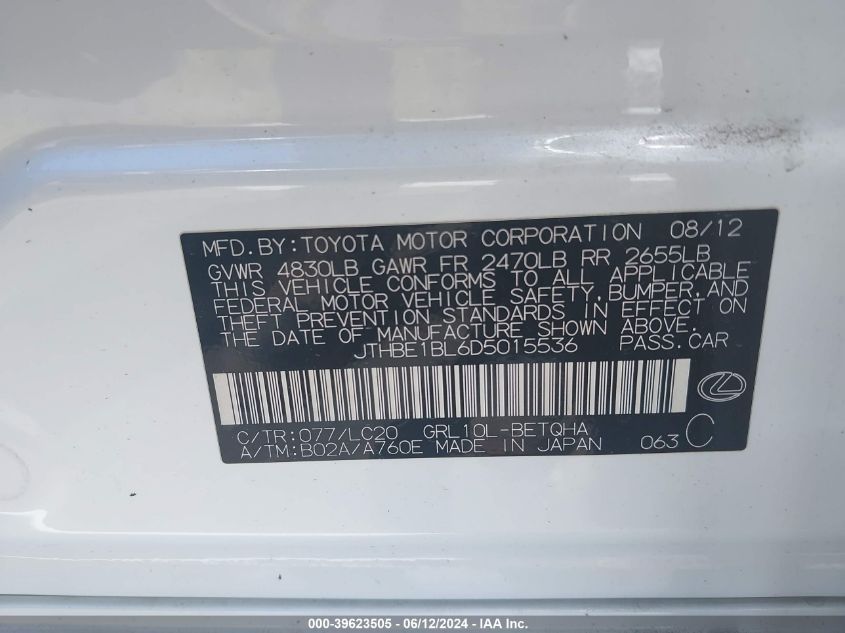 MFD. BY: TOYOTA MOTOR CORPORATION 08/12
GVWR 4830LB GAWR FR 2470LB RR 2655LB
THIS VEHICLE CONFORMS TO ALL APPLICABLE
FEDERAL MOTOR VEHICLE SAFETY, BUMPER, AND
THEFT PREVENTION STANDARDS IN EFFECT ON
THE DATE OF MANUFACTURE SHOWN ABOVE.
JTHBE1BL6D5015536 PASS. CAR
C/TR: 077/LC20 GRL10L-BETQHA
A/TM: B02A/A760E MADE IN JAPAN 063 C
000-39623505 - 06/12/2024 - IAA Inc.